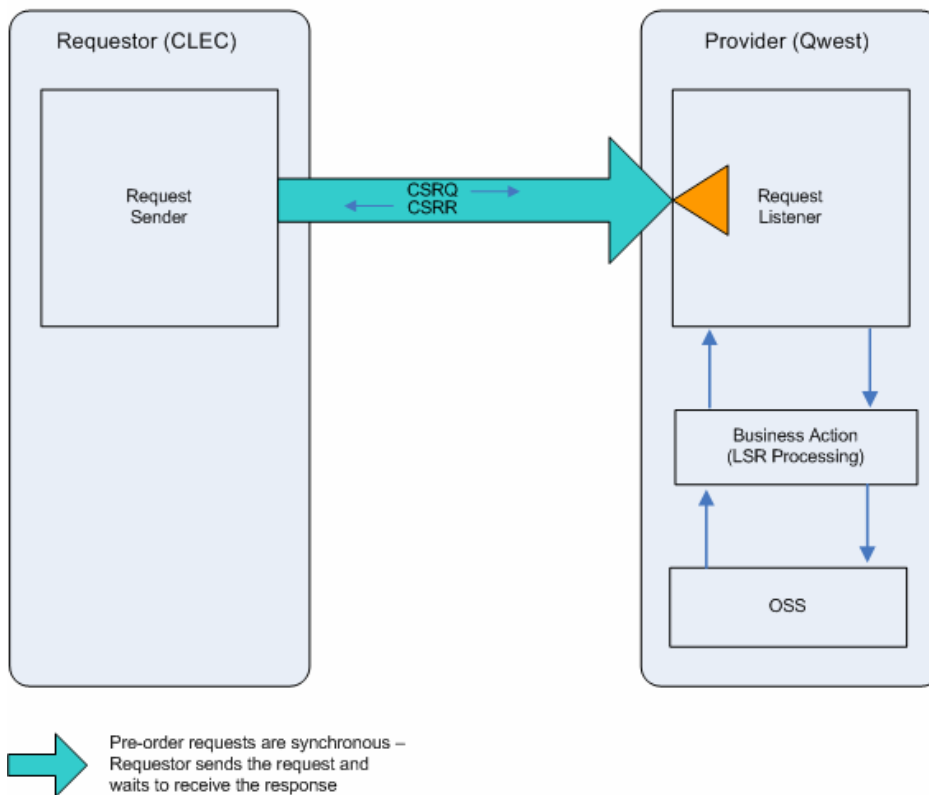 Requestor (CLEC)
Provider (Qwest)
Request
Sender
CSRQ
CSRR
Request
Listener
Business Action
(LSR Processing)
OSS
Pre-order requests are synchronous –
Requestor sends the request and
waits to receive the response